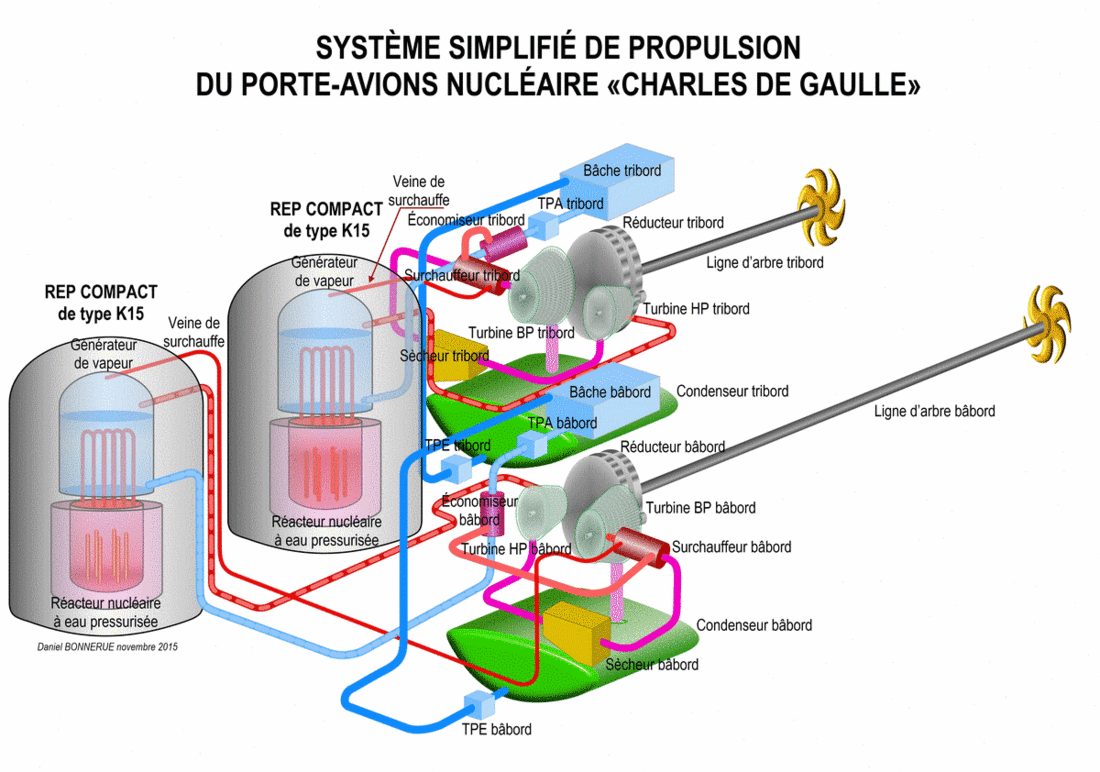 SYSTÈME SIMPLIFIÉ DE PROPULSION
DU PORTE-AVIONS NUCLÉAIRE «CHARLES DE GAULLE»
Bâche tribord
Veine de
surchauffe
TPA tribord
REP COMPACT
de type K15
Économiseur tribord
Réducteur tribord
Générateur
de vapeur
Surchauffeur tribord
Ligne d'arbre tribord
REP COMPACT
de type K15
Turbine HP tribord
Veine de
surchauffe
Turbine BP tribord
Générateur
de vapeur
Sècheur tribord
Bâche bâbord
Condenseur tribord
Ligne d'arbre bâbord
TPA bâbord
TPE tribord
Réducteur bâbord
Économiseur
bâbord
Turbine BP bâbord
Réacteur nucléaire
à eau pressurisée
Turbine HP bâbord
Surchauffeur bâbord
Réacteur nucléaire
à eau pressurisée
Condenseur bâbord
Daniel BONNERUE novembre 2015
Sècheur bâbord
TPE bâbord